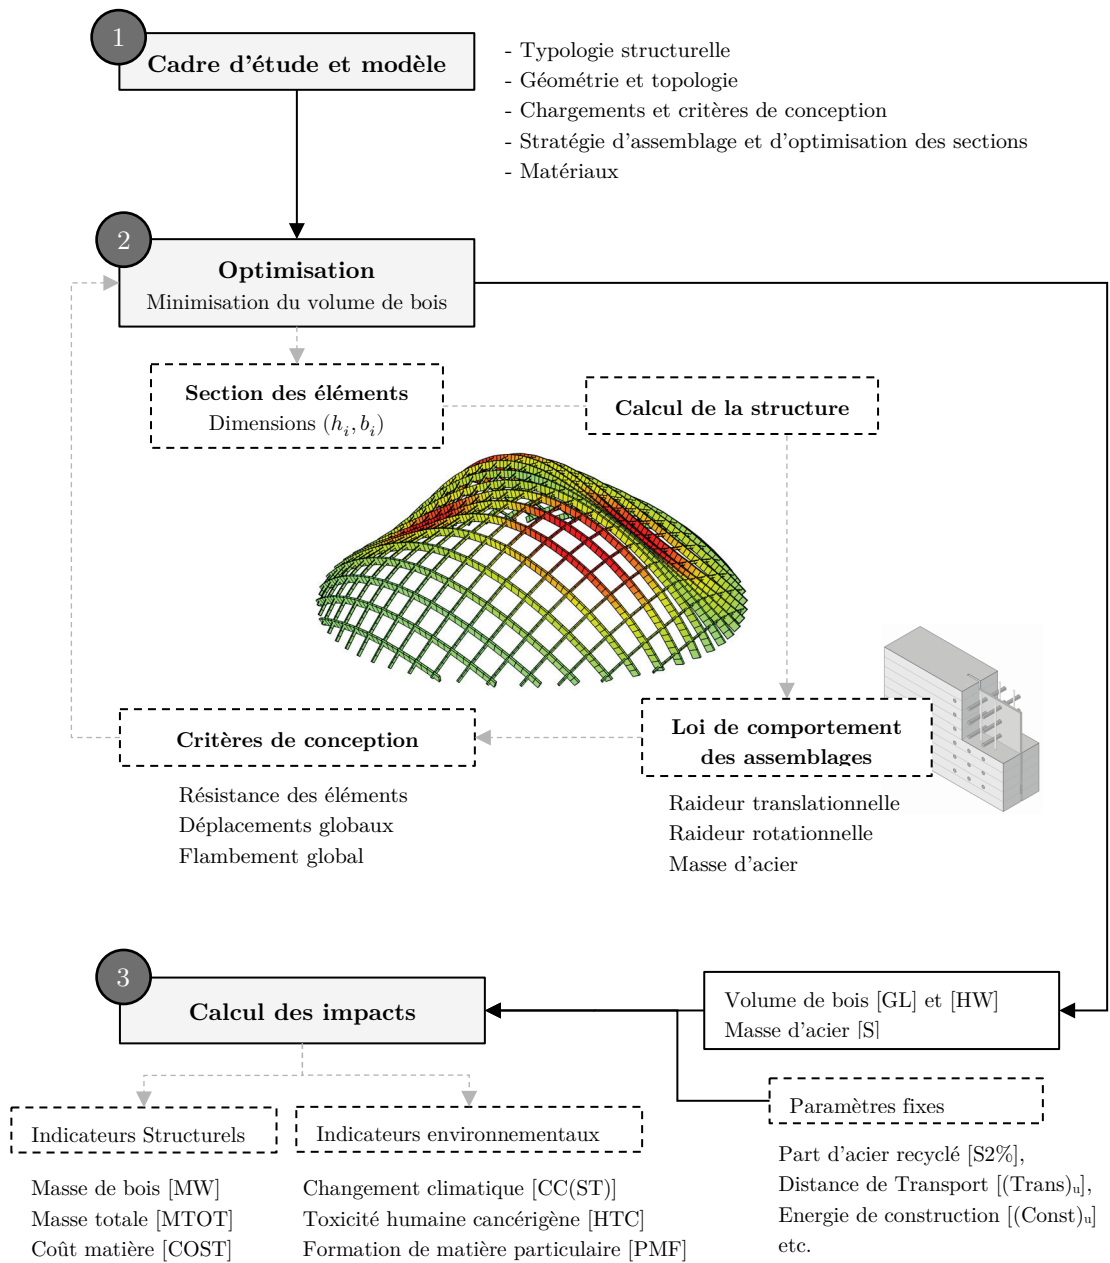 1
Cadre d'étude et modèle
- Typologie structurelle
- Géométrie et topologie
- Chargements et critères de conception
- Stratégie d'assemblage et d'optimisation des sections
- Matériaux
2
Optimisation
Minimisation du volume de bois
Section des éléments
Dimensions (h_i, b_i)
Calcul de la structure
Critères de conception
Résistance des éléments
Déplacements globaux
Flambement global
Loi de comportement
des assemblages
Raideur translationnelle
Raideur rotationnelle
Masse d'acier
3
Calcul des impacts
Volume de bois [GL] et [HW]
Masse d'acier [S]
Paramètres fixes
Part d'acier recyclé [S2%],
Distance de Transport [(Trans)ᵤ],
Energie de construction [(Const)ᵤ]
etc.
Indicateurs Structurels
Masse de bois [MW]
Masse totale [MTOT]
Coût matière [COST]
Indicateurs environnementaux
Changement climatique [CC(ST)]
Toxicité humaine cancérigène [HTC]
Formation de matière particulaire [PMF]